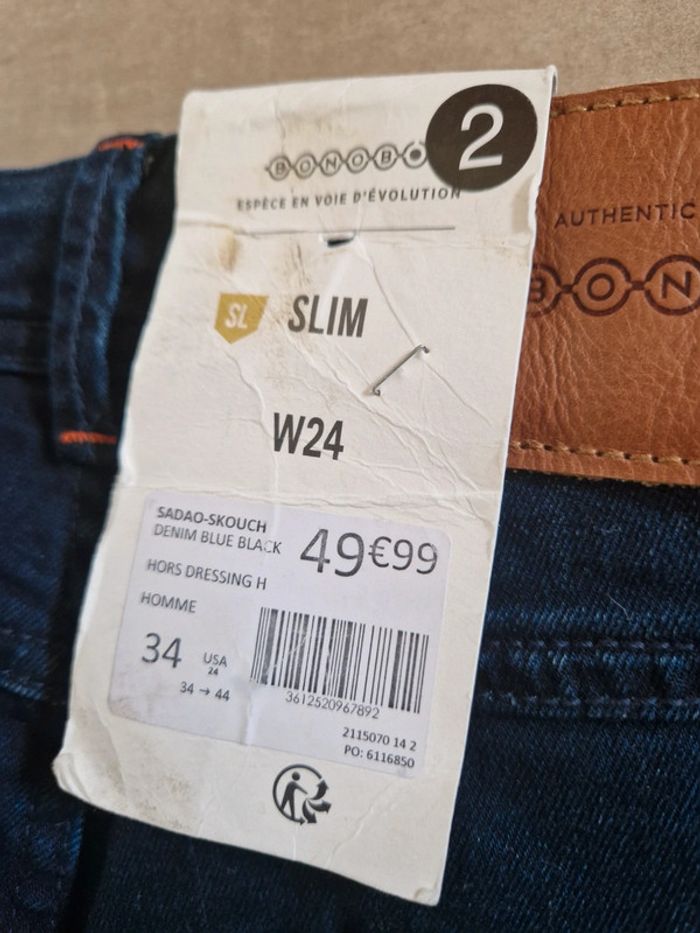 2
BONOBO
ESPÈCE EN VOIE D'ÉVOLUTION
SL SLIM
W24
SADAO-SKOUCH
DENIM BLUE BLACK
49€99
HORS DRESSING H
HOMME
34 USA
24
34 → 44
3612520967892
2115070 14 2
PO: 6116850
AUTHENTIC
BON